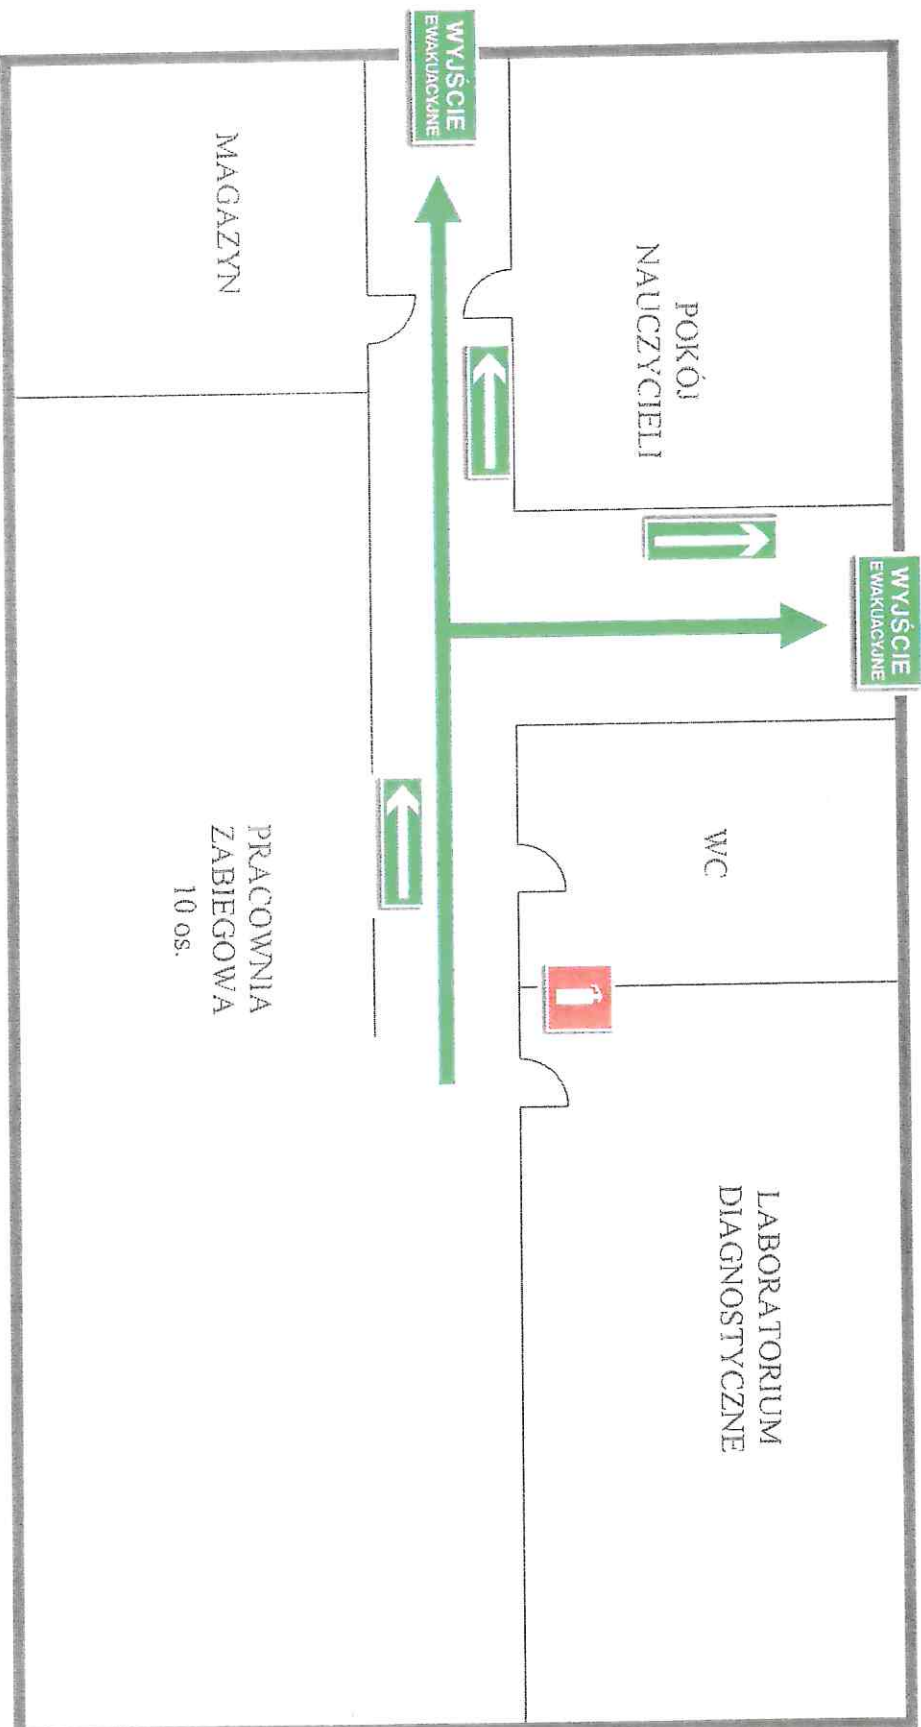 WYJŚCIE
EWAKUACYJNE
POKÓJ
NAUCZYCIELI
WC
LABORATORIUM
DIAGNOSTYCZNE
WYJŚCIE
EWAKUACYJNE
MAGAZYN
PRACOWNIA
ZABIEGOWA
10 os.